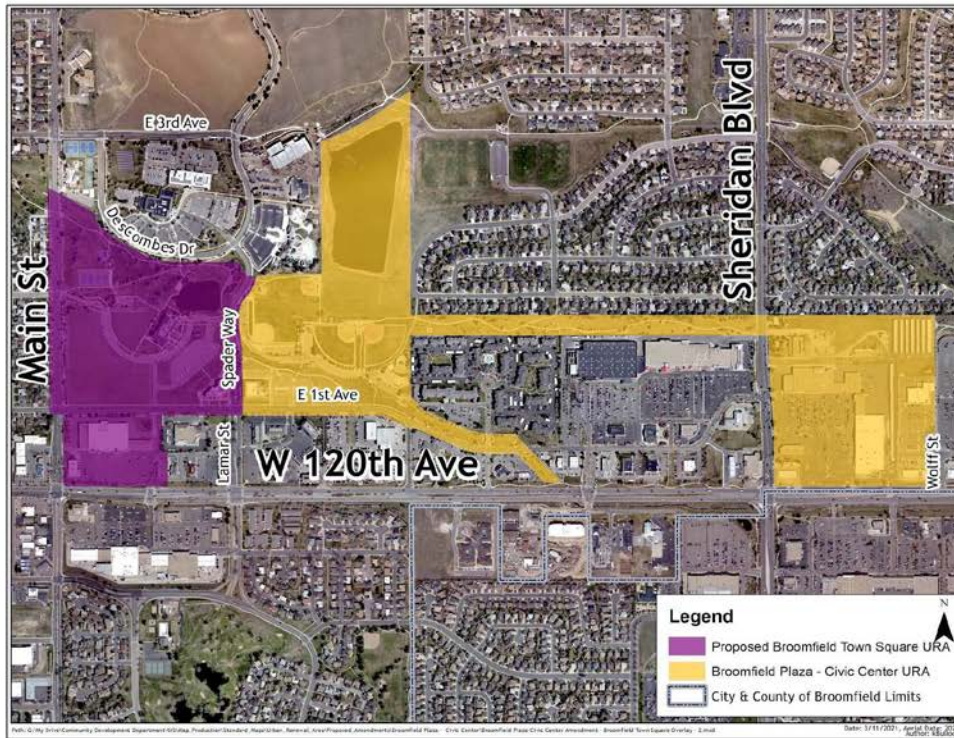 E 3rd Ave
DesCombes Dr
Main St
Spader Way
Sheridan Blvd
E 1st Ave
Lamar St
W 120th Ave
Wolff St
Legend
N
Proposed Broomfield Town Square URA
Broomfield Plaza - Civic Center URA
City & County of Broomfield Limits